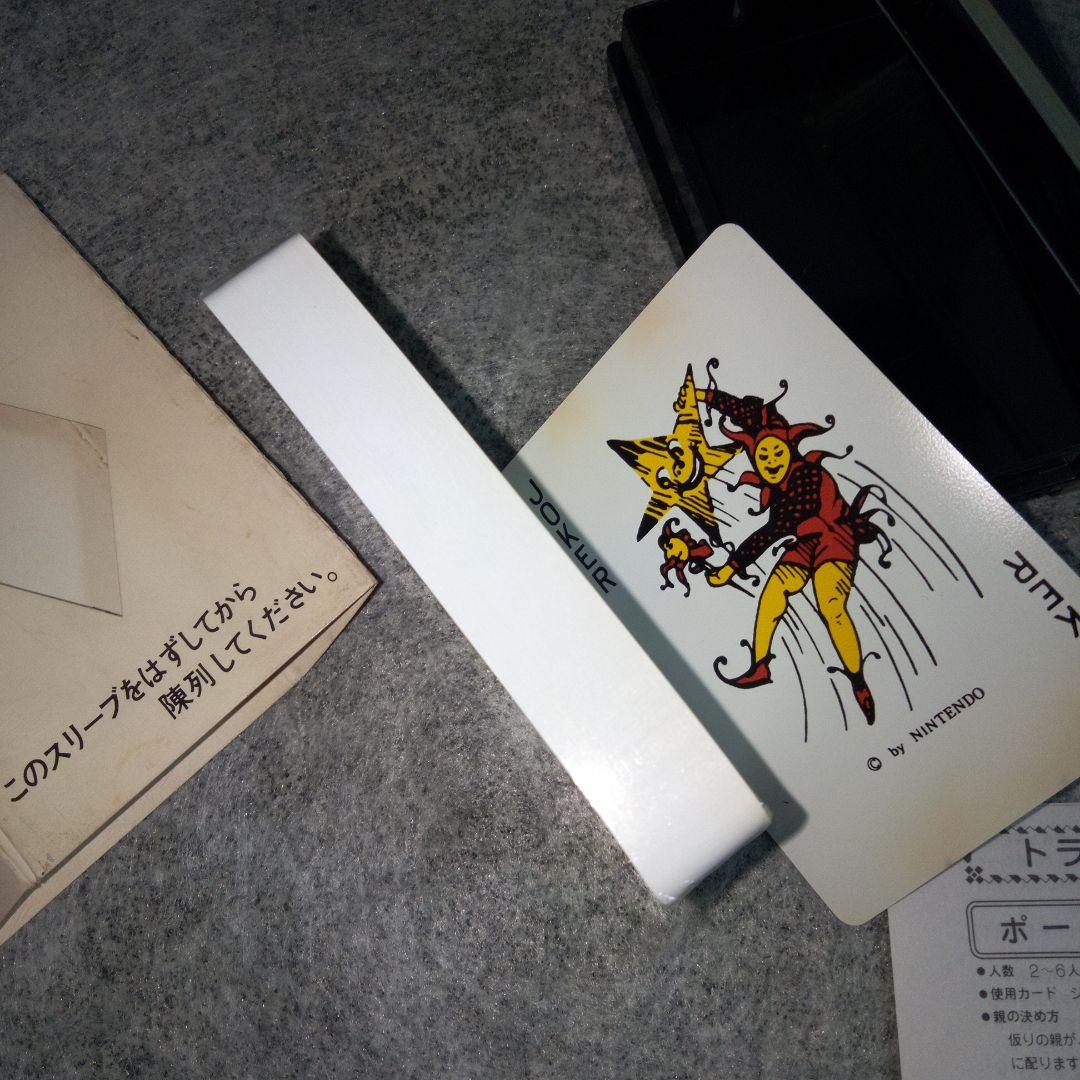 このスリーブをはずしてから
陳列してください。
JOKER
KER
© by NINTENDO
トラ
ポー
●人数 2〜6人
●使用カード ジ
●親の決め方
仮りの親が、
に配ります